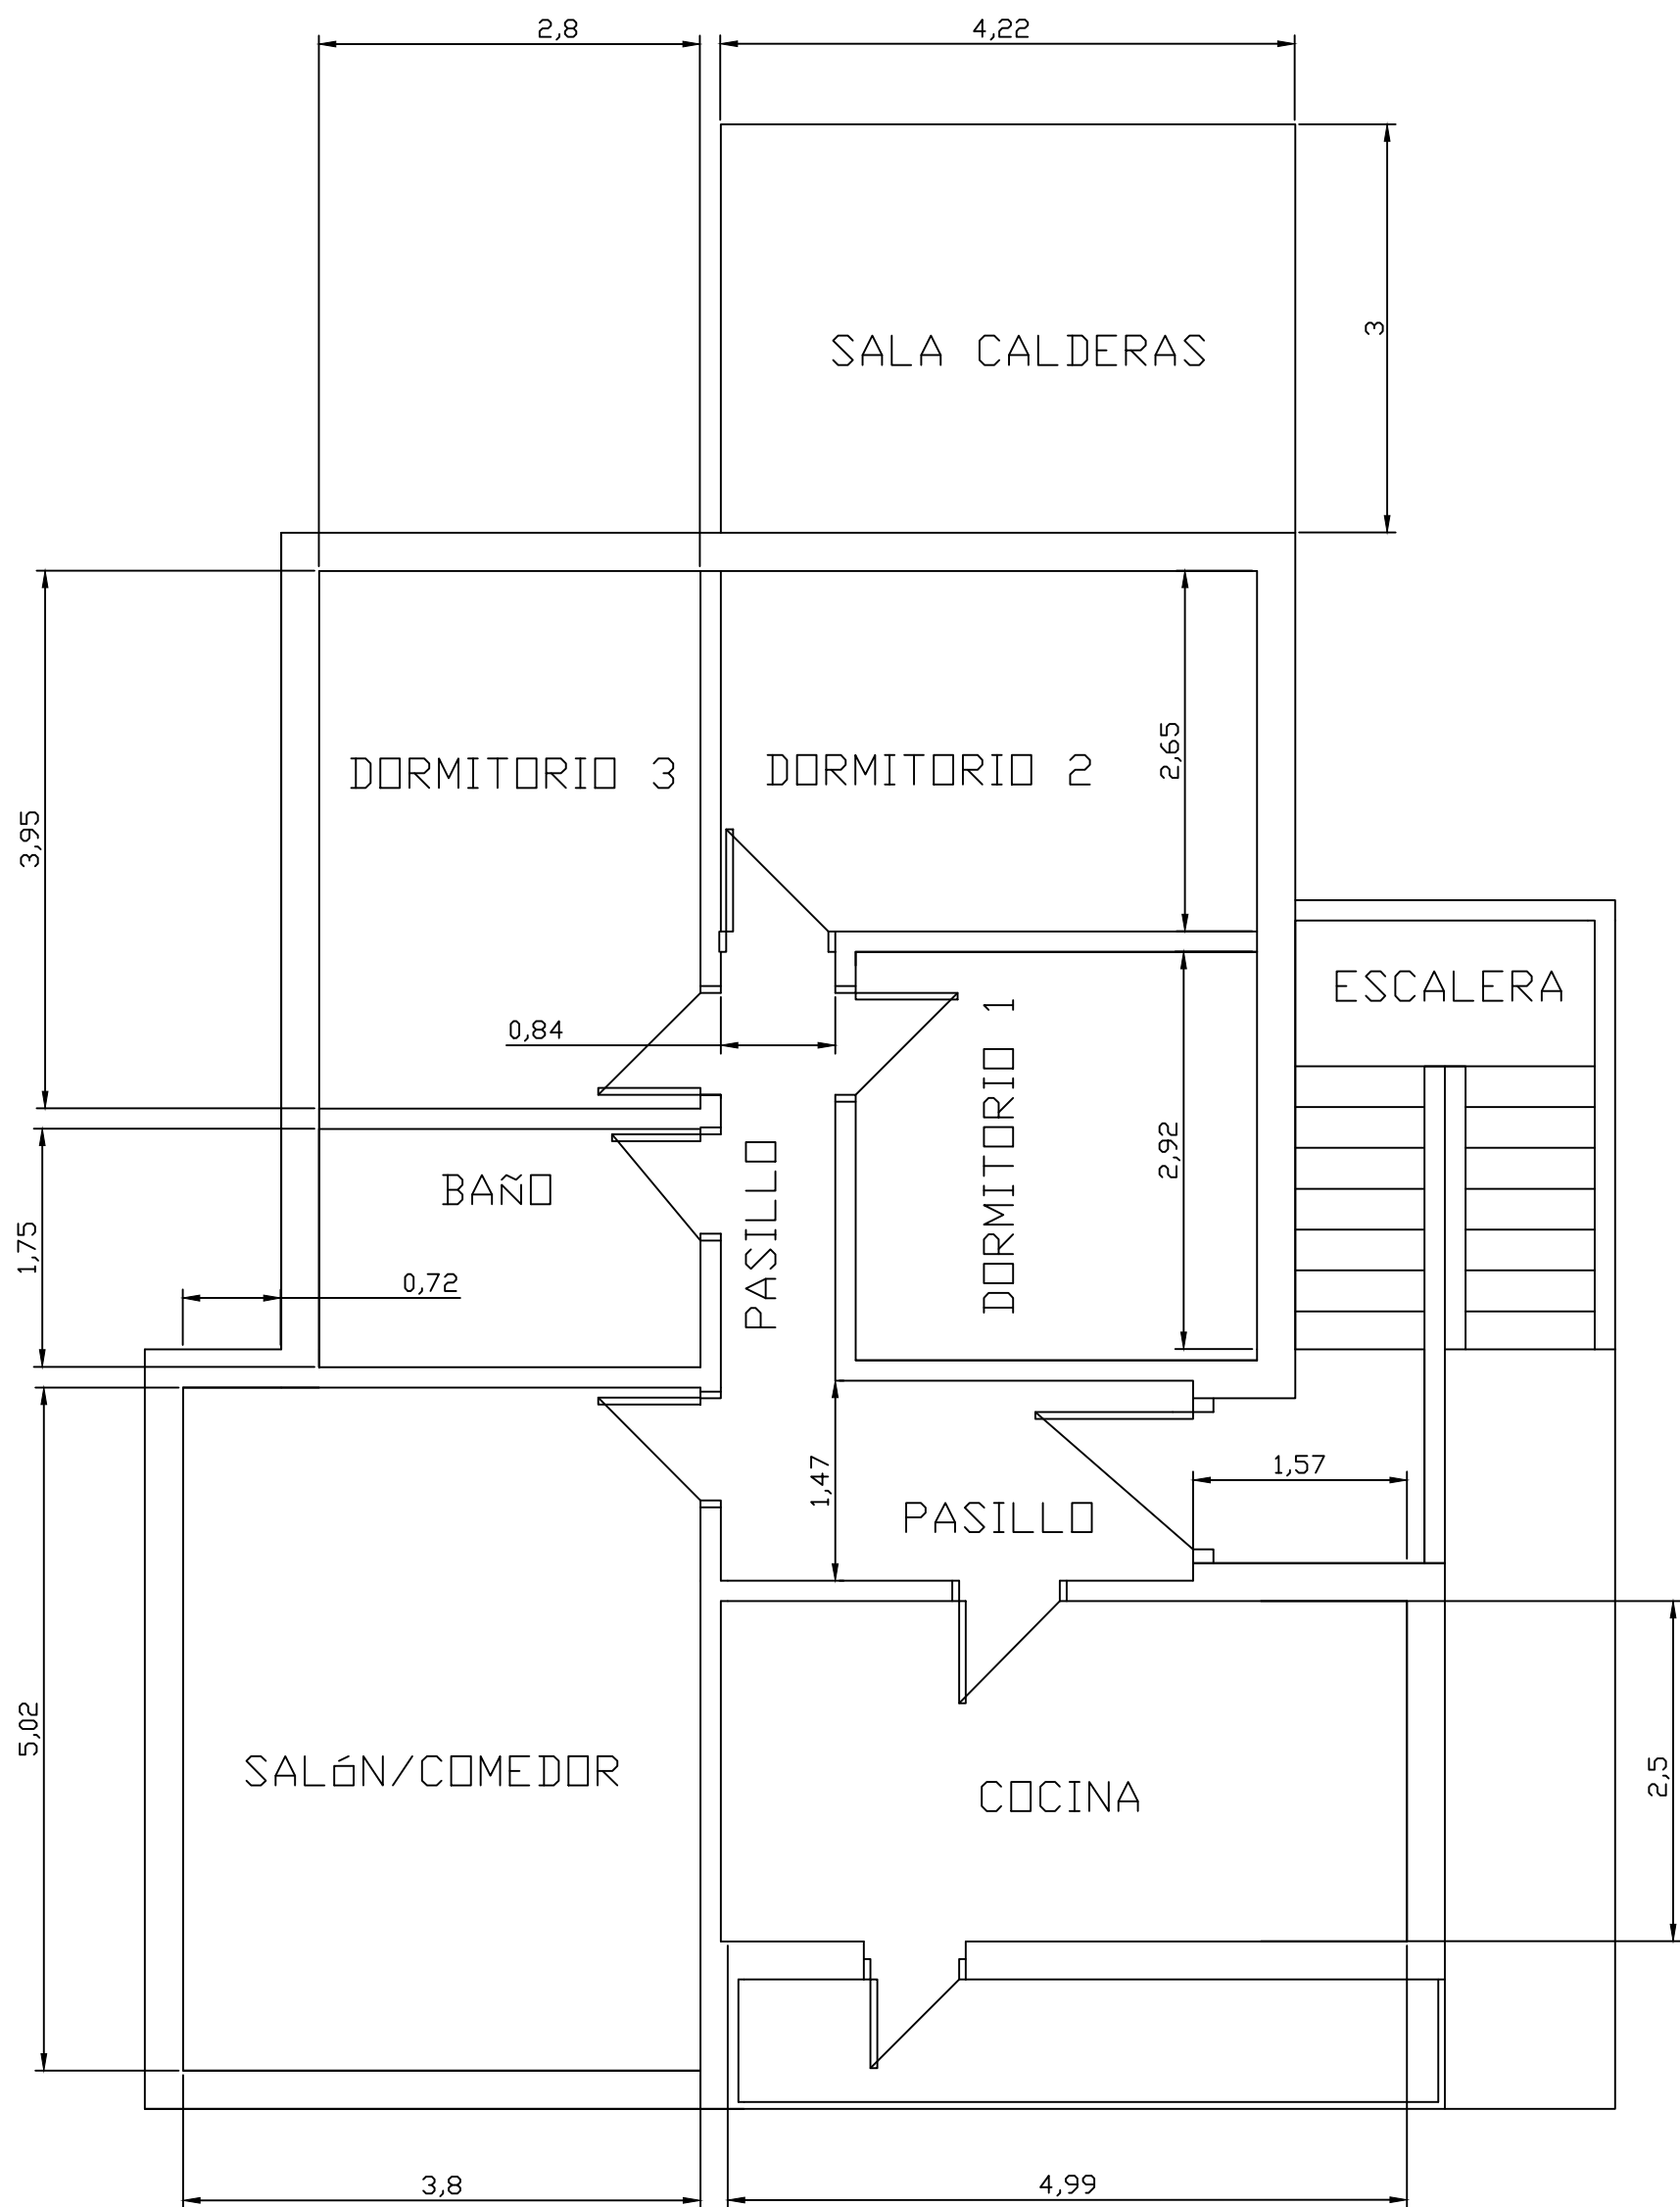 2,8
4,22
SALA CALDERAS
3
DORMITORIO 3
DORMITORIO 2
2,65
3,95
ESCALERA
0,84
DORMITORIO 1
2,92
BAÑO
PASILLO
1,75
0,72
1,47
1,57
PASILLO
5,02
SALóN/COMEDOR
COCINA
2,5
3,8
4,99